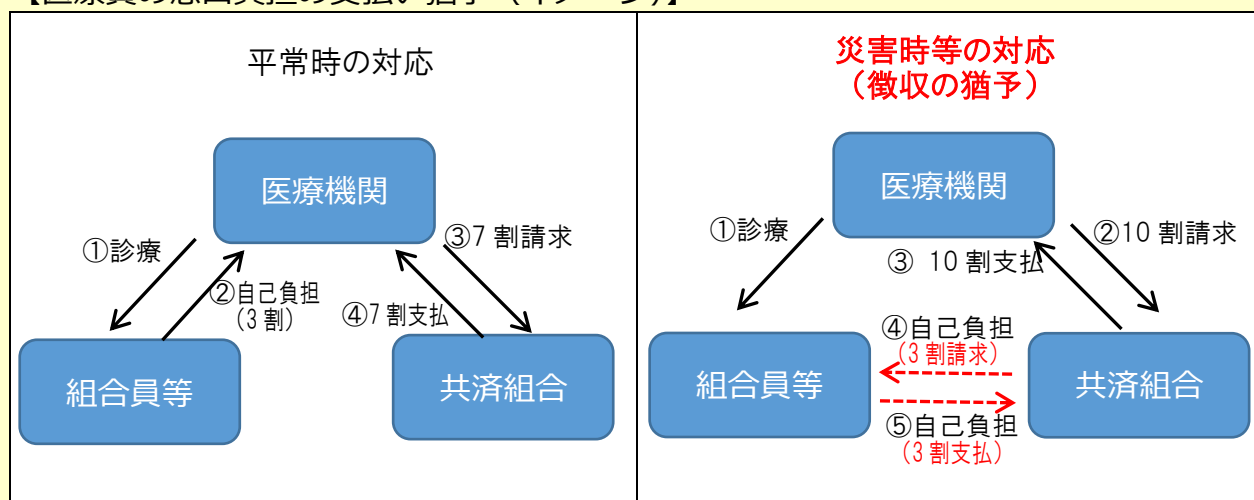 平常時の対応
医療機関
①診療
②自己負担
(3割)
③7割請求
④7割支払
組合員等
共済組合
災害時等の対応
(徴収の猶予)
医療機関
①診療
②10割請求
③ 10割支払
④自己負担
(3割請求)
組合員等
共済組合
⑤自己負担
(3割支払)